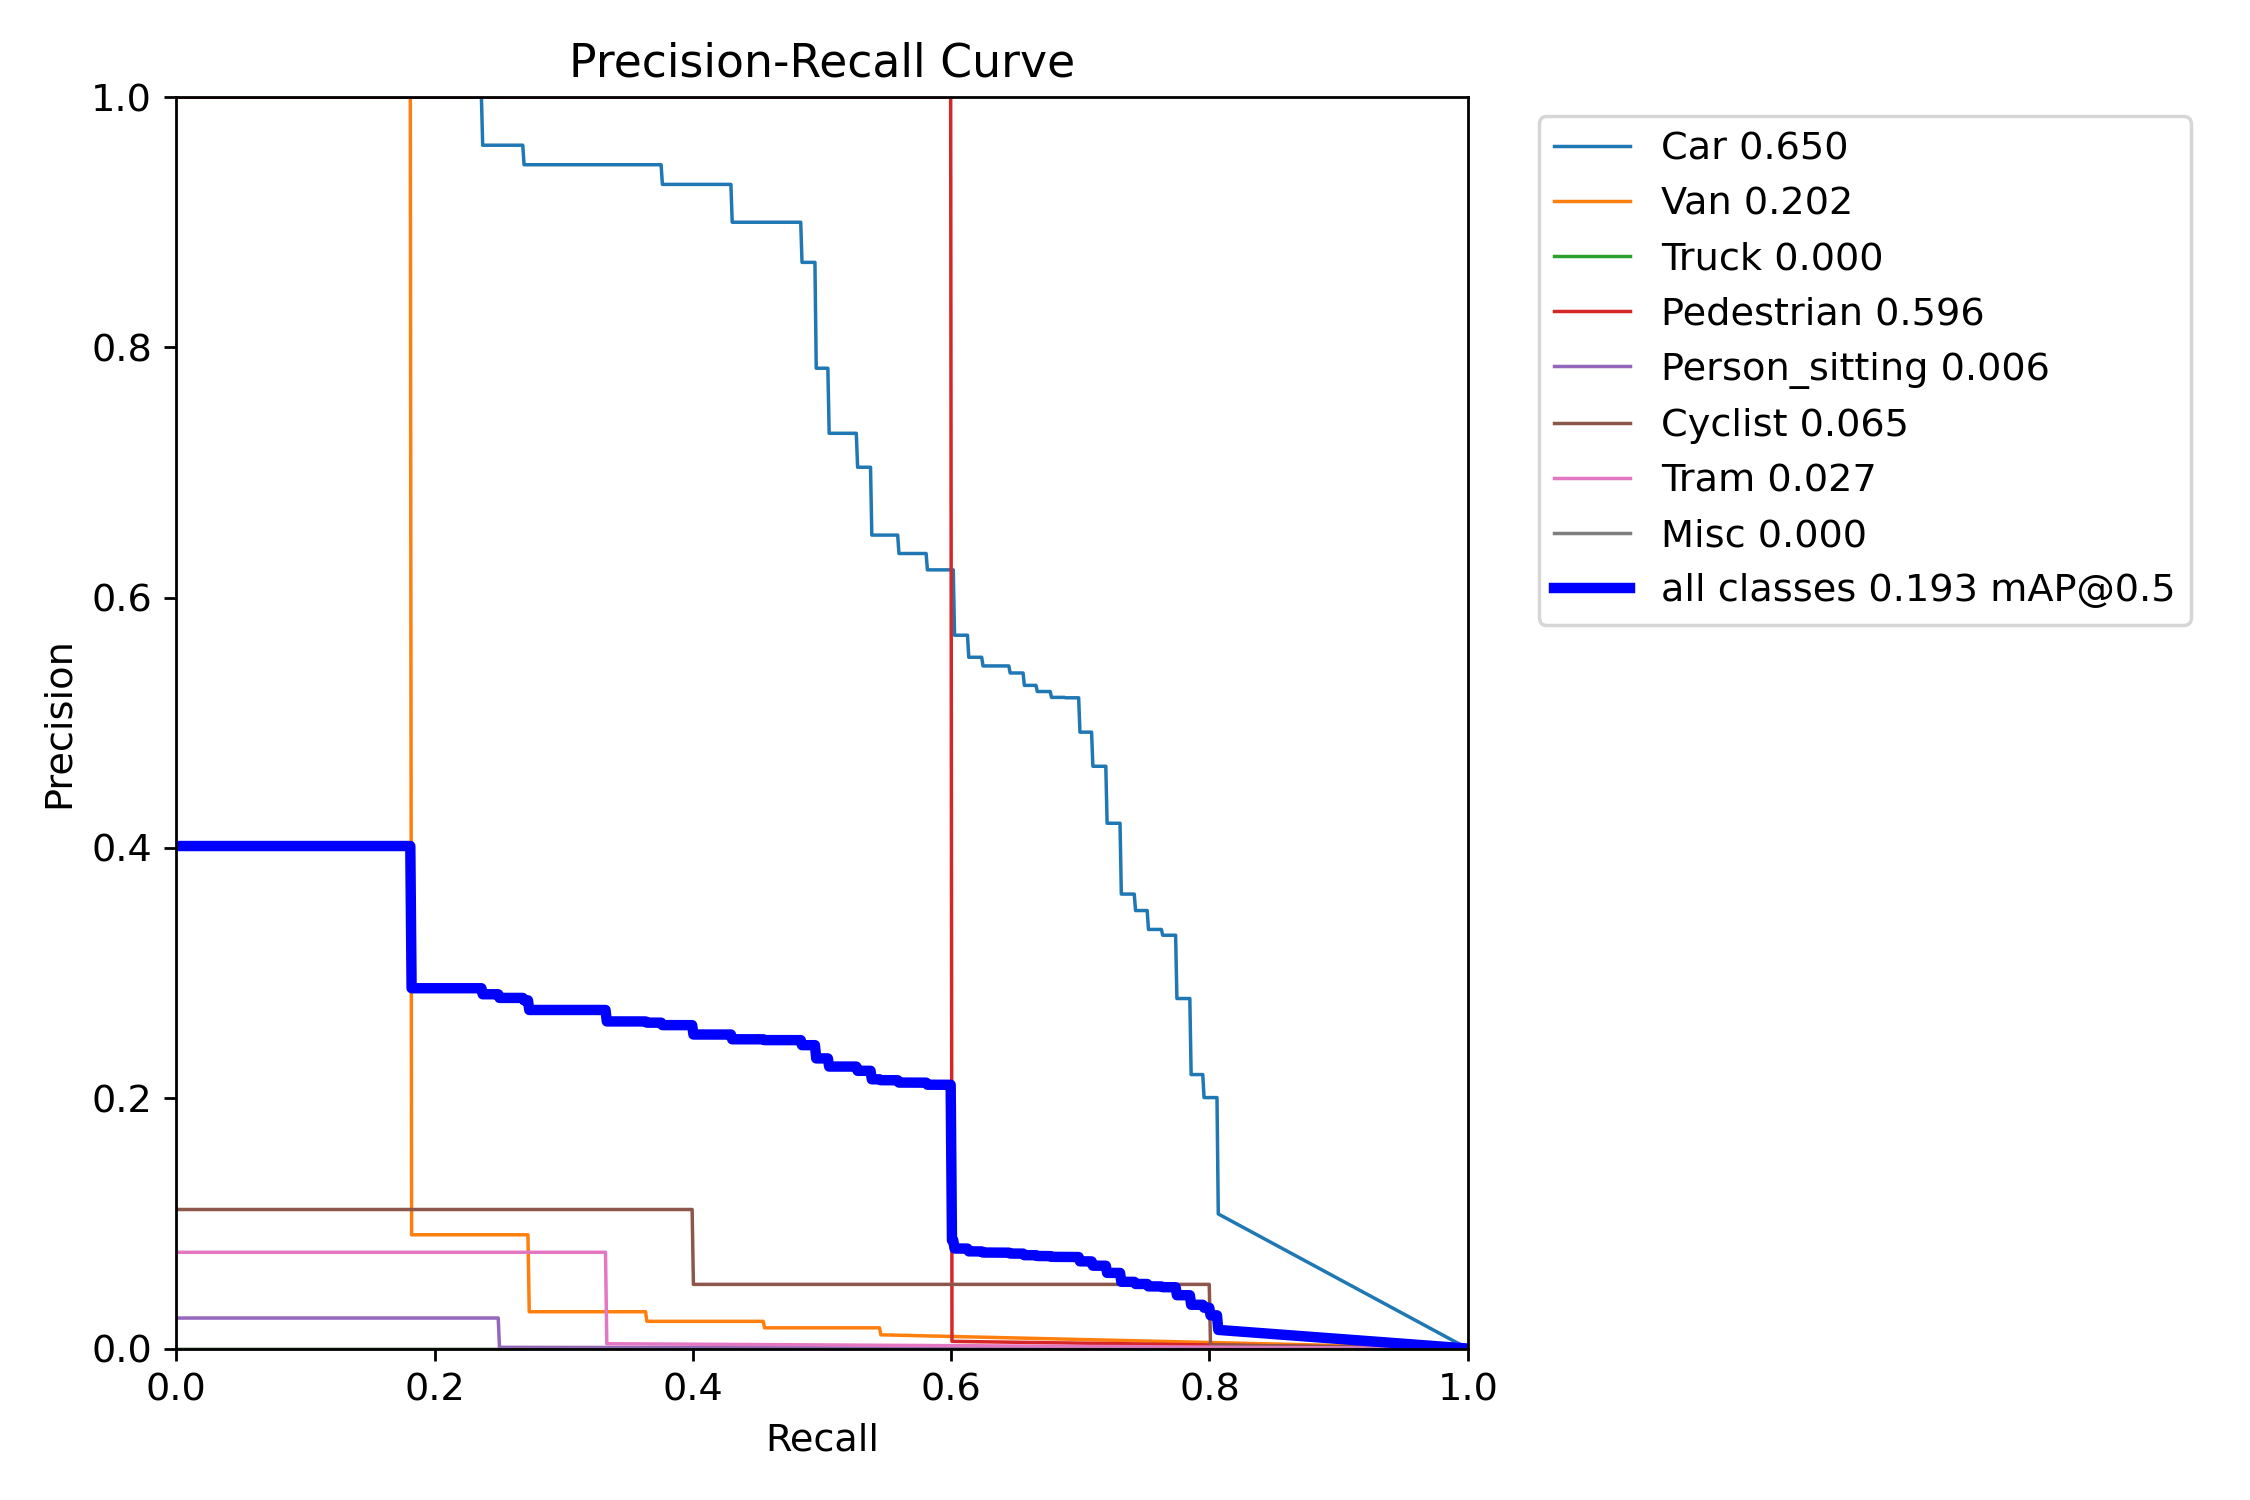 Precision-Recall Curve
1.0
0.8
0.6
0.4
0.2
0.0
Precision
0.0 0.2 0.4 0.6 0.8 1.0
Recall
Car 0.650
Van 0.202
Truck 0.000
Pedestrian 0.596
Person_sitting 0.006
Cyclist 0.065
Tram 0.027
Misc 0.000
all classes 0.193 mAP@0.5